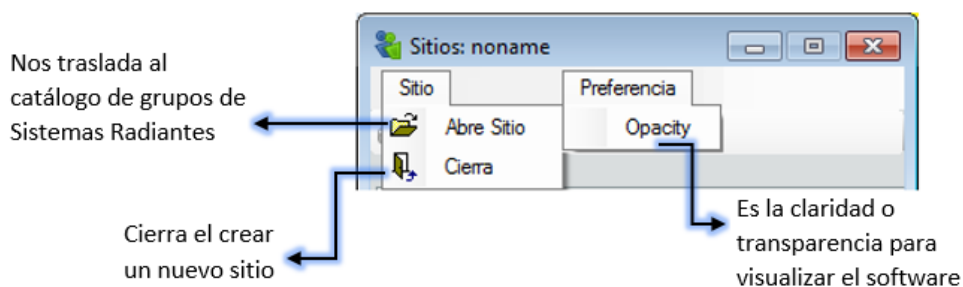 Nos traslada al
catálogo de grupos de
Sistemas Radiantes
Sitios: noname
Sitio
Preferencia
Abre Sitio
Opacity
Cierra
Cierra el crear
un nuevo sitio
Es la claridad o
transparencia para
visualizar el software